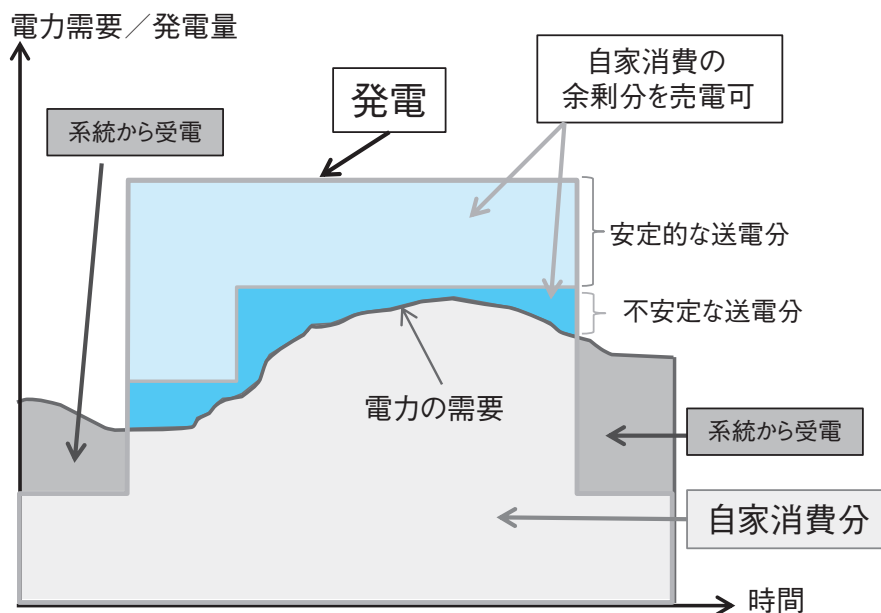 電力需要／発電量
自家消費の
余剰分を売電可
発電
系統から受電
安定的な送電分
不安定な送電分
電力の需要
系統から受電
自家消費分
時間